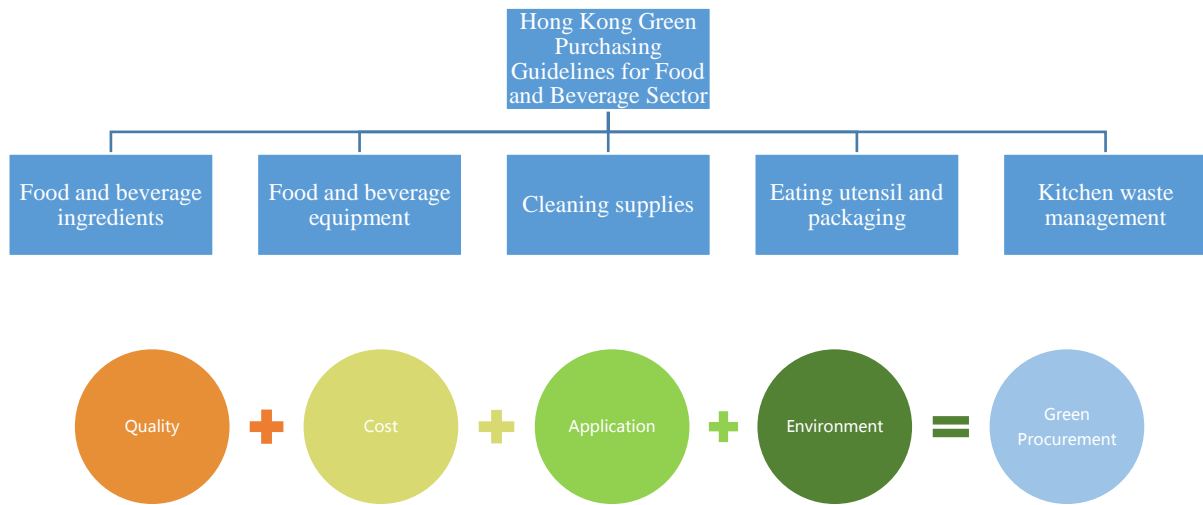 Hong Kong Green
Purchasing
Guidelines for Food
and Beverage Sector
Food and beverage
ingredients
Food and beverage
equipment
Cleaning supplies
Eating utensil and
packaging
Kitchen waste
management
Quality
Cost
Application
Environment
Green
Procurement